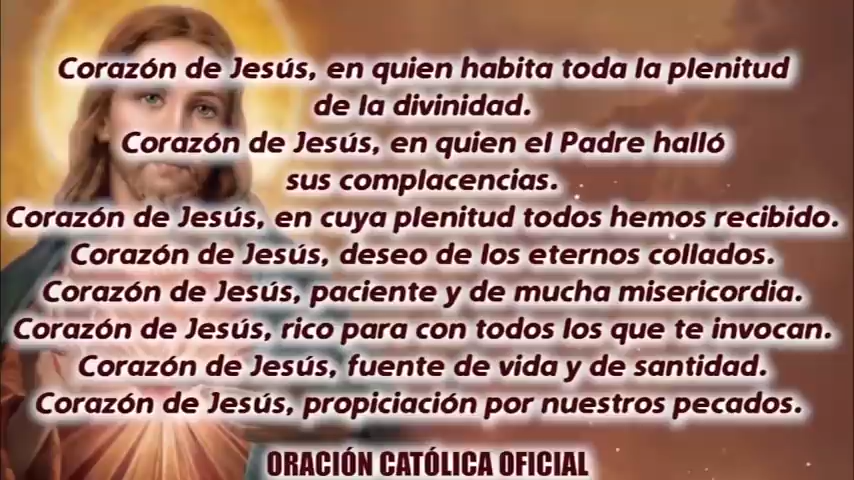 Corazón de Jesús, en quien habita toda la plenitud
de la divinidad.
Corazón de Jesús, en quien el Padre halló
sus complacencias.
Corazón de Jesús, en cuya plenitud todos hemos recibido.
Corazón de Jesús, deseo de los eternos collados.
Corazón de Jesús, paciente y de mucha misericordia.
Corazón de Jesús, rico para con todos los que te invocan.
Corazón de Jesús, fuente de vida y de santidad.
Corazón de Jesús, propiciación por nuestros pecados.
ORACIÓN CATÓLICA OFICIAL